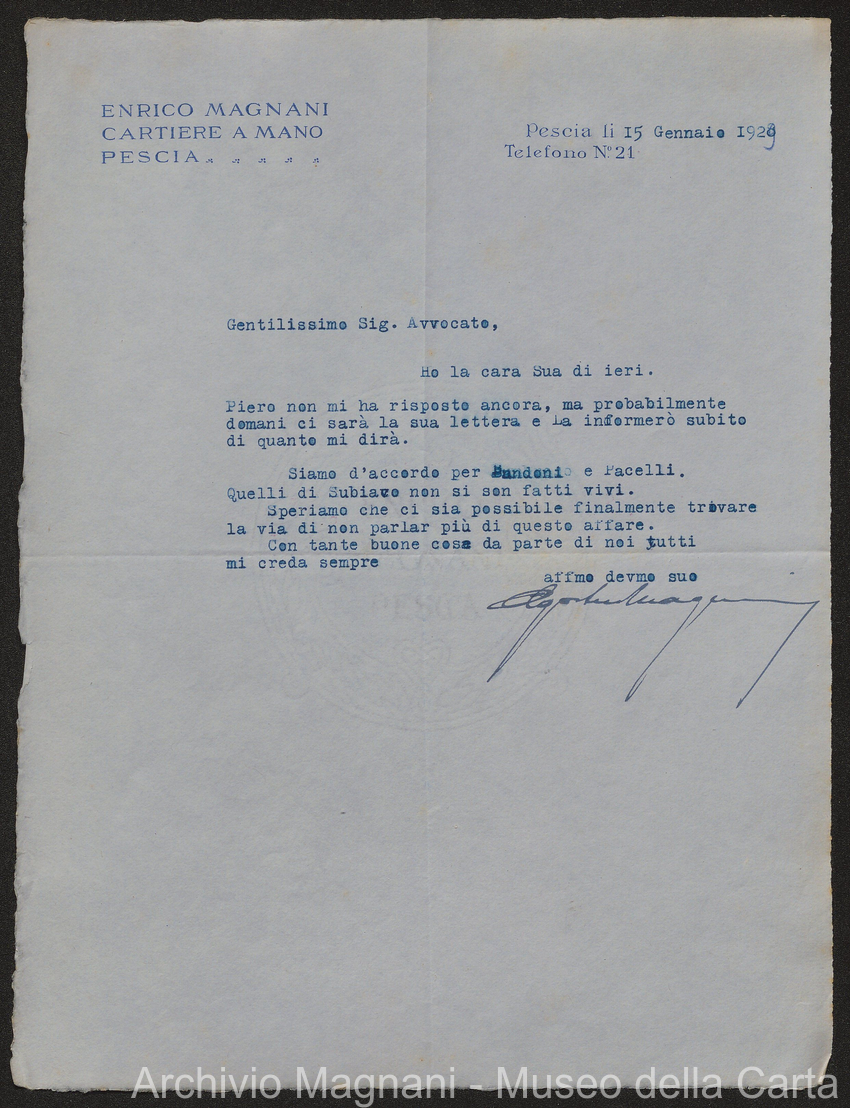 ENRICO MAGNANI
CARTIERE A MANO
PESCIA
Pescia li 15 Gennaio 1929
Telefono Nº 21
Gentilissimo Sig. Avvocato,
Ho la cara Sua di ieri.
Piero non mi ha risposto ancora, ma probabilmente
domani ci sarà la sua lettera e La informerò subito
di quanto mi dirà.
Siamo d'accordo per Pandoni e Pacelli.
Quelli di Subiaco non si son fatti vivi.
Speriamo che ci sia possibile finalmente trovare
la via di non parlar più di questo affare.
Con tante buone cose da parte di noi tutti
mi creda sempre
affmo devmo suo
Magnani
PESCIA
Archivio Magnani - Museo della Carta